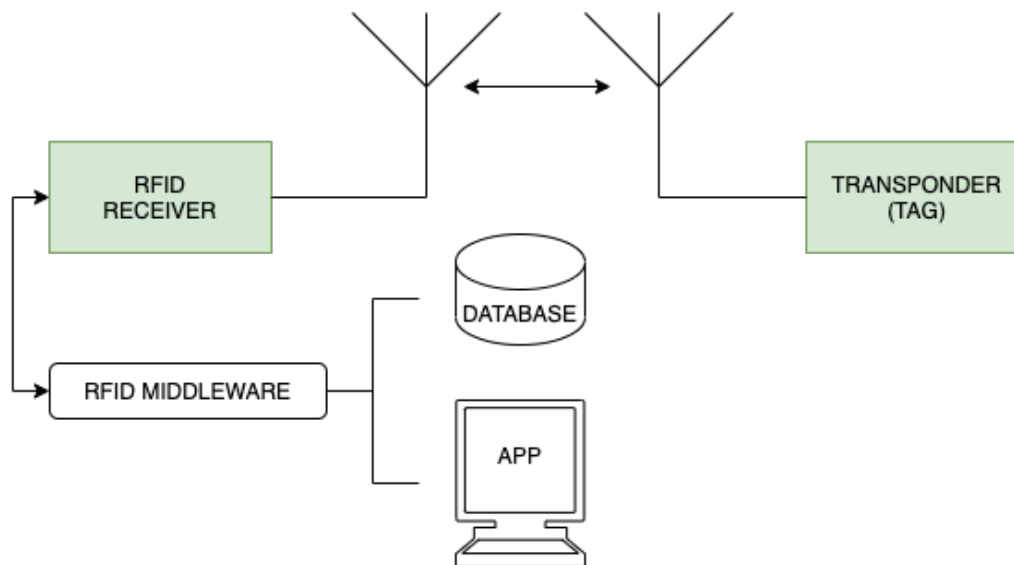 RFID
RECEIVER
TRANSPONDER
(TAG)
DATABASE
RFID MIDDLEWARE
APP